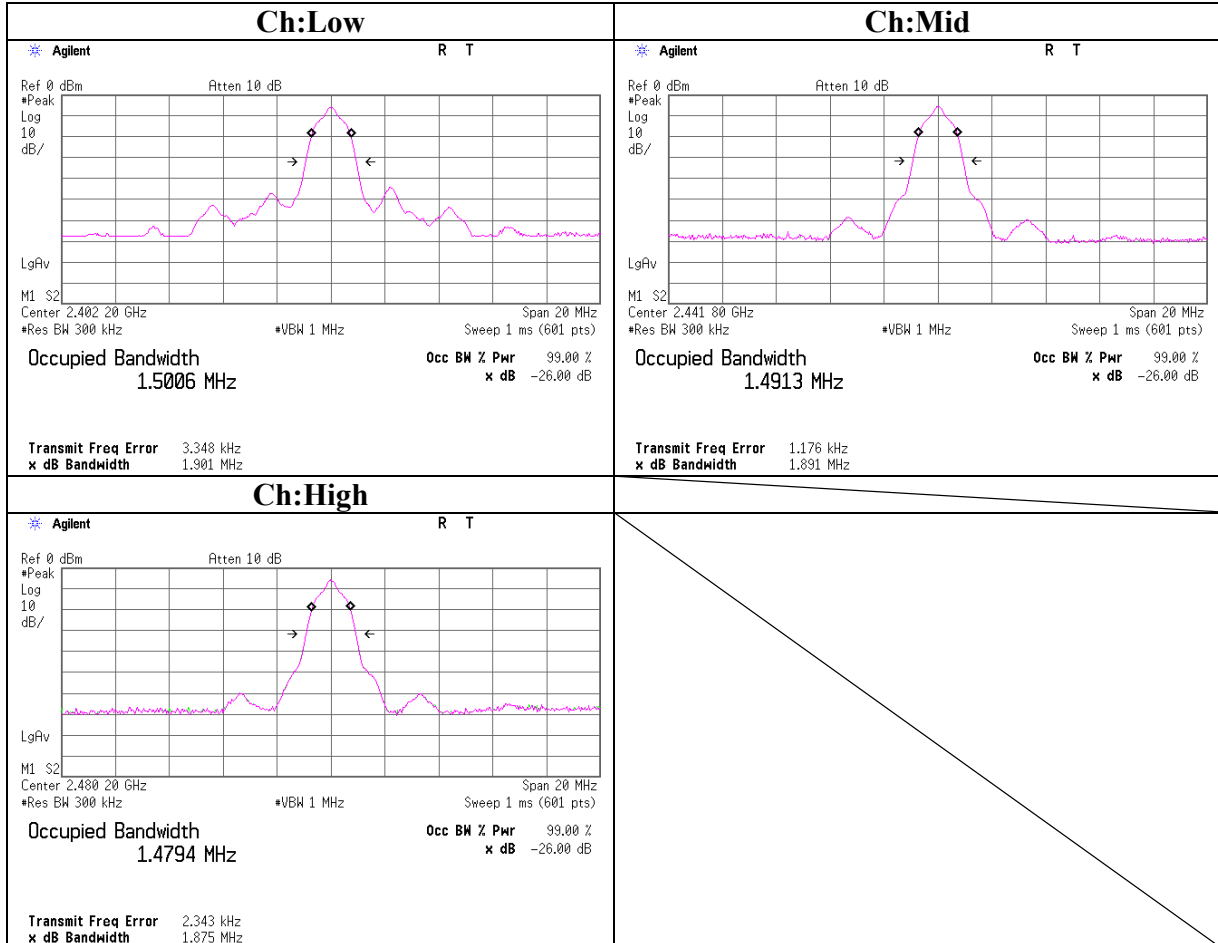 Ch:Low
Agilent R T
Ref 0 dBm Atten 10 dB
#Peak
Log
10
dB/
LgAv
M1 S2
Center 2.402 20 GHz Span 20 MHz
#Res BW 300 kHz #VBW 1 MHz Sweep 1 ms (601 pts)
Occupied Bandwidth Occ BW % Pwr 99.00 %
1.5006 MHz x dB -26.00 dB
Transmit Freq Error 3.348 kHz
x dB Bandwidth 1.901 MHz
Ch:Mid
Agilent R T
Ref 0 dBm Atten 10 dB
#Peak
Log
10
dB/
LgAv
M1 S2
Center 2.441 80 GHz Span 20 MHz
#Res BW 300 kHz #VBW 1 MHz Sweep 1 ms (601 pts)
Occupied Bandwidth Occ BW % Pwr 99.00 %
1.4913 MHz x dB -26.00 dB
Transmit Freq Error 1.176 kHz
x dB Bandwidth 1.891 MHz
Ch:High
Agilent R T
Ref 0 dBm Atten 10 dB
#Peak
Log
10
dB/
LgAv
M1 S2
Center 2.480 20 GHz Span 20 MHz
#Res BW 300 kHz #VBW 1 MHz Sweep 1 ms (601 pts)
Occupied Bandwidth Occ BW % Pwr 99.00 %
1.4794 MHz x dB -26.00 dB
Transmit Freq Error 2.343 kHz
x dB Bandwidth 1.875 MHz